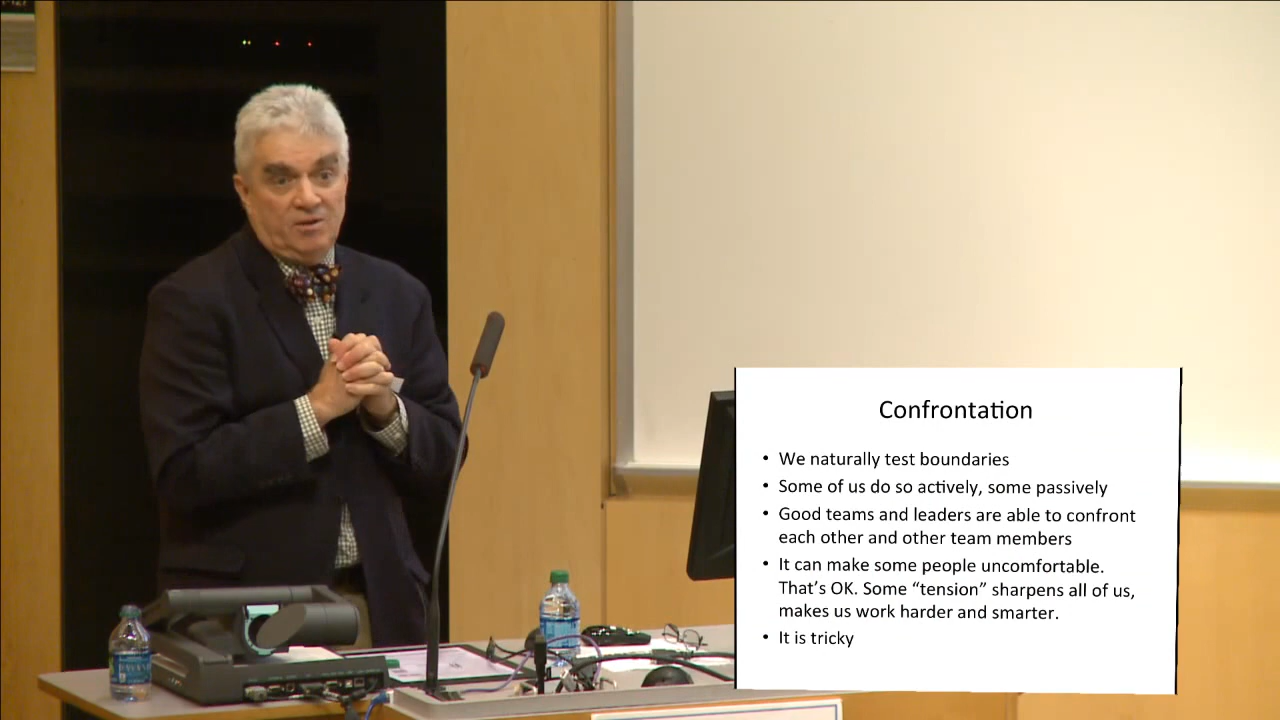 Confrontation
• We naturally test boundaries
• Some of us do so actively, some passively
• Good teams and leaders are able to confront
each other and other team members
• It can make some people uncomfortable.
That's OK. Some “tension” sharpens all of us,
makes us work harder and smarter.
• It is tricky